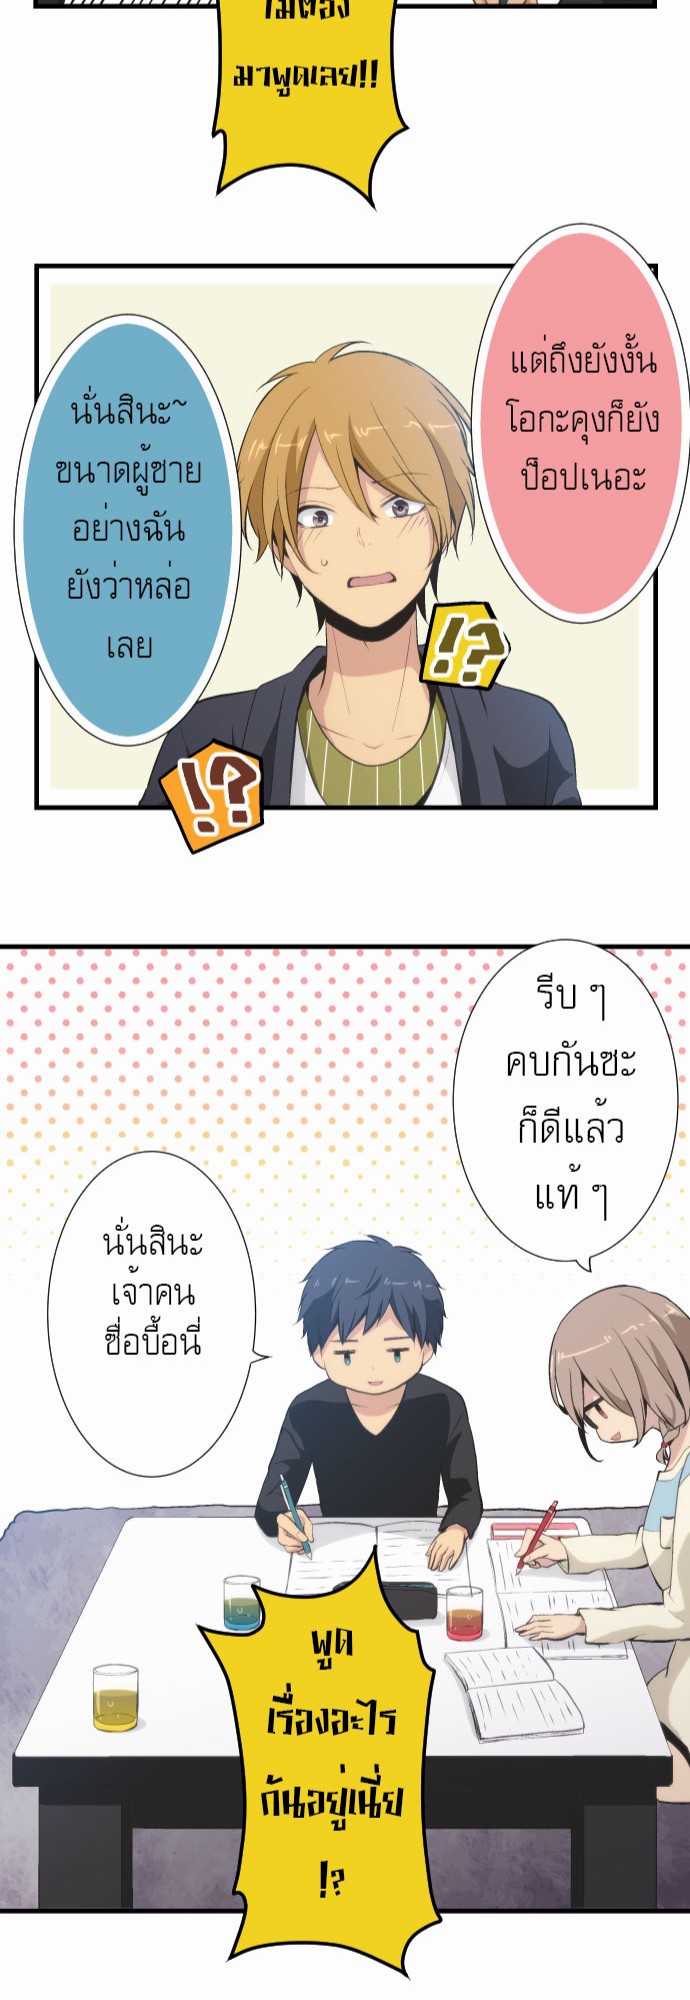 ไม่ต้อง
มาพูดเลย!!
แต่ถึงยังงั้น
โอกะคุงก็ยัง
ป็อปเนอะ
นั่นสินะ~
ขนาดผู้ชาย
อย่างฉัน
ยังว่าหล่อ
เลย
!?
!?
รีบ ๆ
คบกันซะ
ก็ดีแล้ว
แท้ ๆ
นั่นสินะ
เจ้าคน
ซื่อบื้อนี่
พูด
เรื่องอะไร
กันอยู่เนี่ย
!?